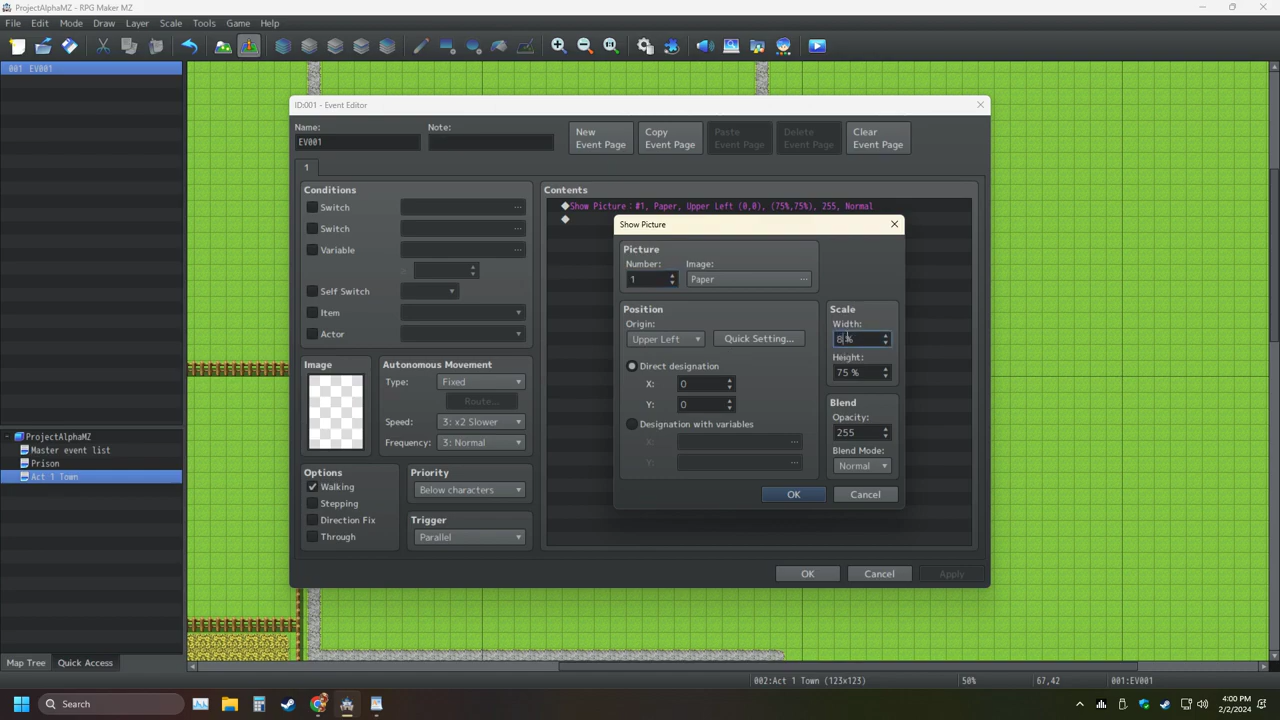 ProjectAlphaMZ - RPG Maker MZ
File Edit Mode Draw Layer Scale Tools Game Help
001 EV001
ID:001 - Event Editor
Name: Note:
EV001
New Event Page
Copy Event Page
Paste Event Page
Delete Event Page
Clear Event Page
1
Conditions
Switch
Switch
Variable
≥
Self Switch
Item
Actor
Image
Autonomous Movement
Type: Fixed
Route...
Speed: 3: x2 Slower
Frequency: 3: Normal
Options
Walking
Stepping
Direction Fix
Through
Priority
Below characters
Trigger
Parallel
Contents
◆Show Picture：#1, Paper, Upper Left (0,0), (75%,75%), 255, Normal
◆
Show Picture
Picture
Number: Image:
1 Paper
Position
Origin:
Upper Left Quick Setting...
Direct designation
X: 0
Y: 0
Designation with variables
X:
Y:
Scale
Width:
8 %
Height:
75 %
Blend
Opacity:
255
Blend Mode:
Normal
OK Cancel
OK Cancel Apply
ProjectAlphaMZ
Master event list
Prison
Act 1 Town
Map Tree Quick Access
002:Act 1 Town (123x123) 50% 67,42 001:EV001
Search
4:00 PM
2/2/2024